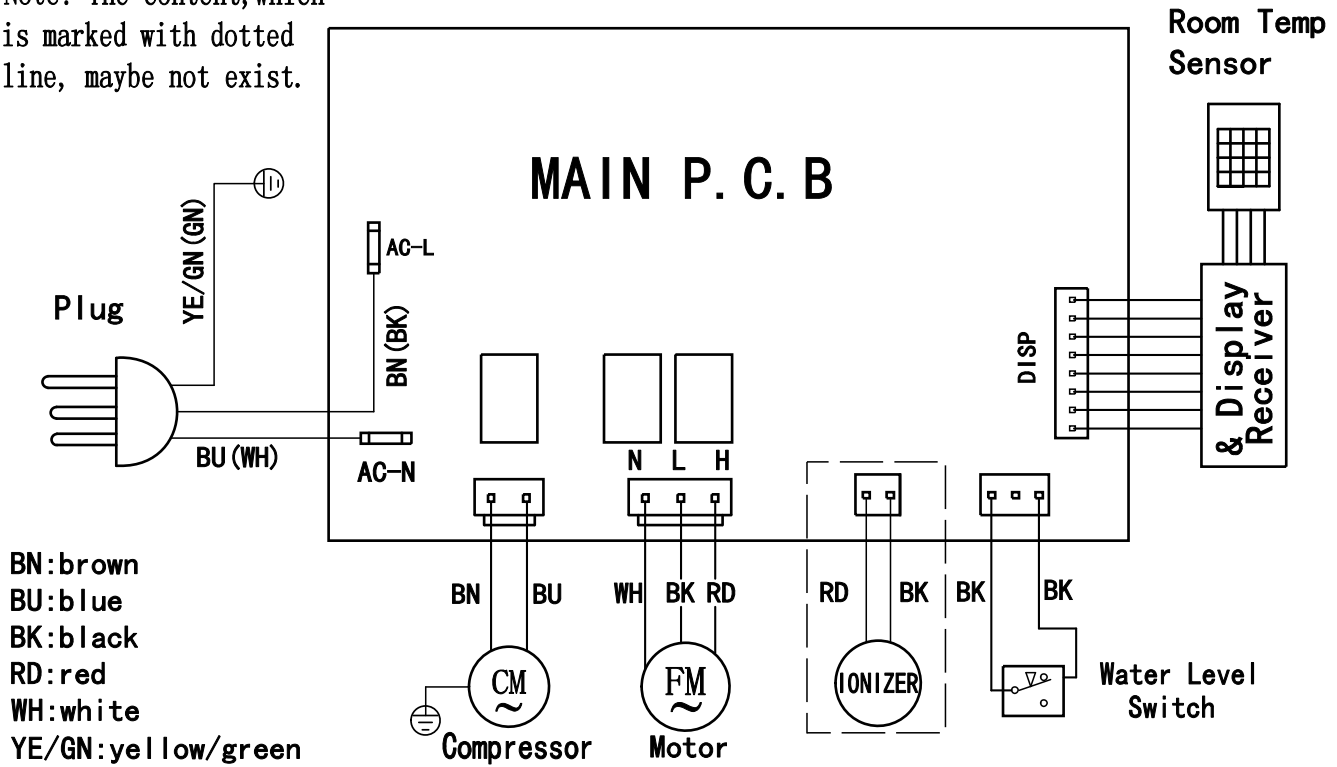 Note: The content,which
is marked with dotted
line, maybe not exist.
Room Temp
Sensor
MAIN P.C.B
YE/GN(GN)
AC-L
Plug
BN(BK)
DISP
& Display
Receiver
BU(WH)
AC-N
N L H
BN:brown
BU:blue
BK:black
RD:red
WH:white
YE/GN:yellow/green
BN BU WH BK RD RD BK BK BK
CM
~
FM
~
IONIZER
Water Level
Switch
Compressor
Motor